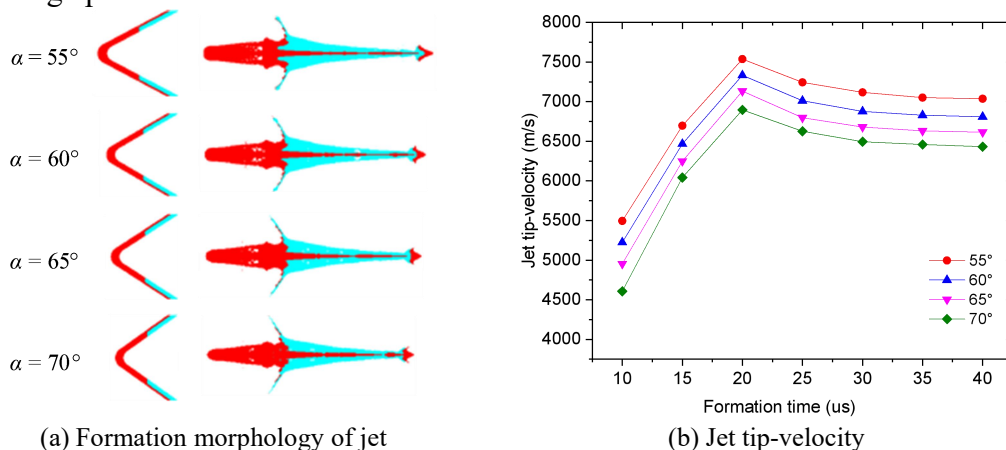 α = 55°
α = 60°
α = 65°
α = 70°
(a) Formation morphology of jet
8000
7500
7000
6500
6000
5500
5000
4500
4000
Jet tip-velocity (m/s)
55°
60°
65°
70°
10 15 20 25 30 35 40
Formation time (us)
(b) Jet tip-velocity